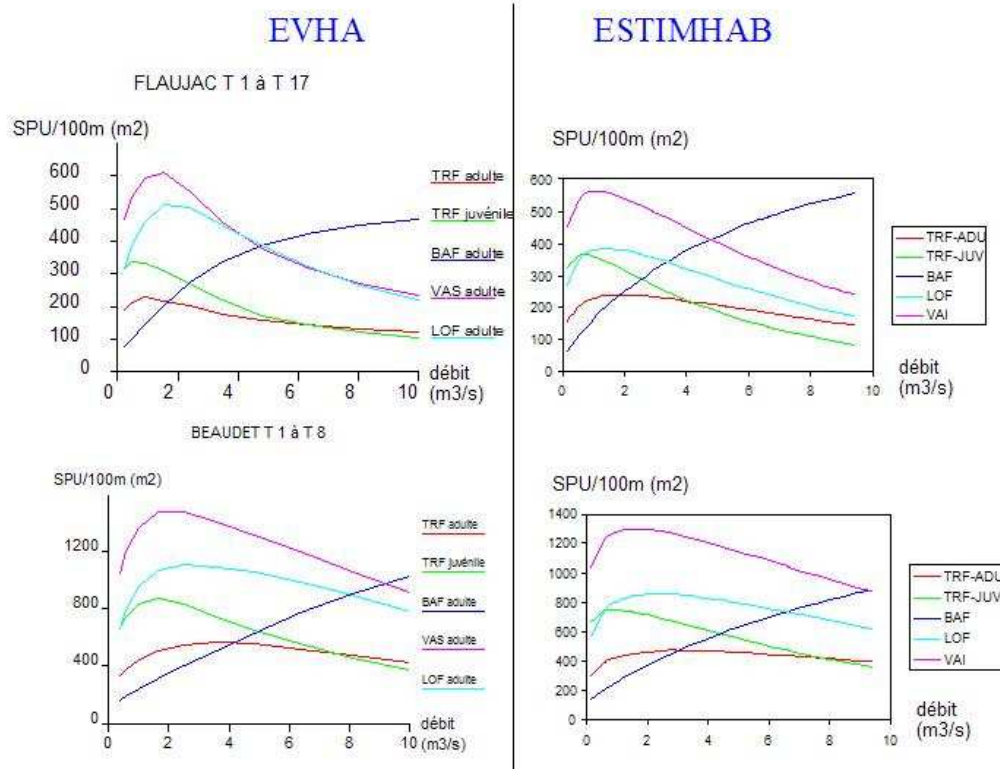 EVHA
ESTIMHAB
FLAUJAC T 1 à T 17
SPU/100m (m2)
600
500
400
300
200
100
0
0 2 4 6 8 10
débit
(m3/s)
TRF adulte
TRF juvénile
BAF adulte
VAS adulte
LOF adulte
SPU/100m (m2)
600
500
400
300
200
100
0
0 2 4 6 8 10
débit
(m3/s)
TRF-ADU
TRF-JUV
BAF
LOF
VAI
BEAUDET T 1 à T 8
SPU/100m (m2)
1200
800
400
0
0 2 4 6 8 10
débit
(m3/s)
TRF adulte
TRF juvénile
BAF adulte
VAS adulte
LOF adulte
SPU/100m (m2)
1400
1200
1000
800
600
400
200
0
0 2 4 6 8 10
débit
(m3/s)
TRF-ADU
TRF-JUV
BAF
LOF
VAI